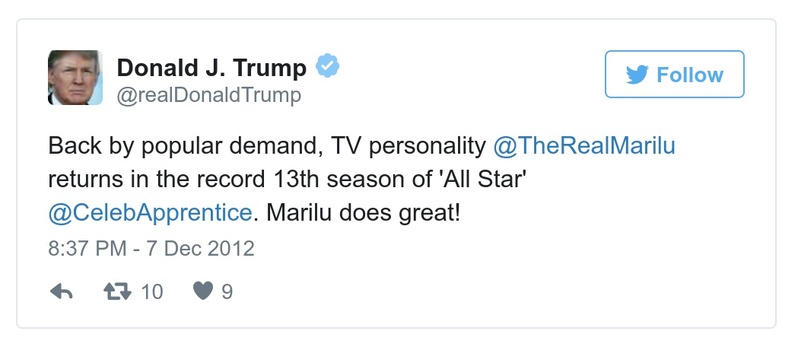 Donald J. Trump
@realDonaldTrump
Follow
Back by popular demand, TV personality @TheRealMarilu
returns in the record 13th season of 'All Star'
@CelebApprentice. Marilu does great!
8:37 PM - 7 Dec 2012
10 9